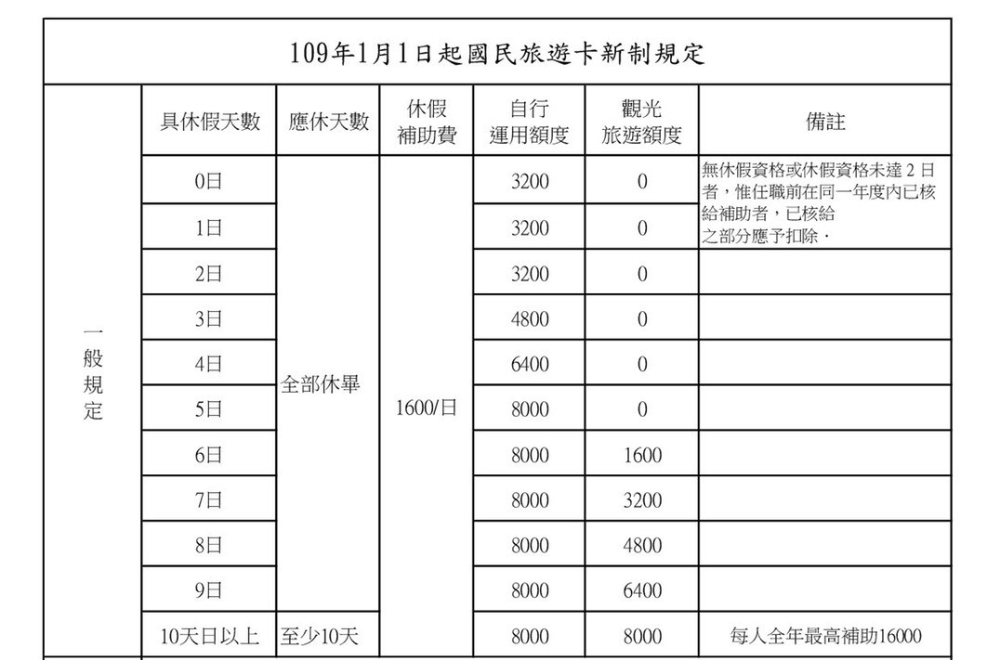 109年1月1日起國民旅遊卡新制規定
具休假天數 應休天數 休假補助費 自行運用額度 觀光旅遊額度 備註
一般規定
全部休畢
1600/日
0日 3200 0
無休假資格或休假資格未達 2 日
者，惟任職前在同一年度內已核
給補助者，已核給
之部分應予扣除．
1日 3200 0
2日 3200 0
3日 4800 0
4日 6400 0
5日 8000 0
6日 8000 1600
7日 8000 3200
8日 8000 4800
9日 8000 6400
10天日以上 至少10天 8000 8000 每人全年最高補助16000